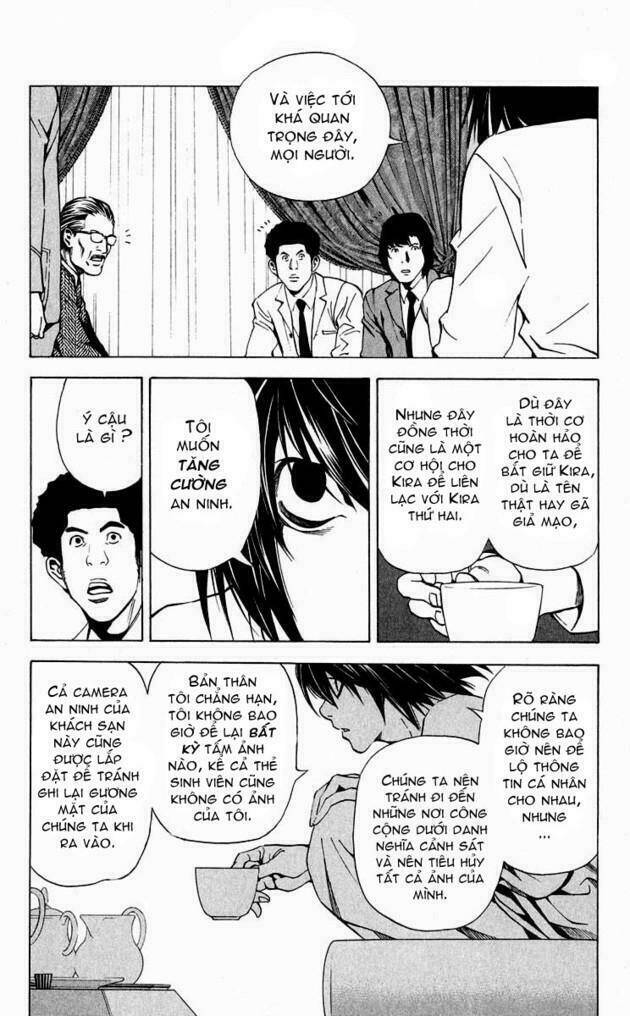 Và việc tới
khá quan
trọng đây,
mọi người.
Dù đây
là thời cơ
hoàn hảo
cho ta để
bắt giữ Kira,
dù là tên
thật hay gã
giả mạo,
Nhưng đây
đồng thời
cũng là một
cơ hội cho
Kira để liên
lạc với Kira
thứ hai.
Tôi
muốn
tăng
cường
an ninh.
Ý cậu
là gì ?
Rõ ràng
chúng ta
không bao
giờ nên để
lộ thông
tin cá nhân
cho nhau,
nhưng
...
Chúng ta nên
tránh đi đến
những nơi công
cộng dưới danh
nghĩa cảnh sát
và nên tiêu hủy
tất cả ảnh của
mình.
Bản thân
tôi chẳng hạn,
tôi không bao
giờ để lại bất
kỳ tấm ảnh
nào, kể cả thẻ
sinh viên cũng
không có ảnh
của tôi.
Cả camera
an ninh của
khách sạn
này cũng
được lắp
đặt để tránh
ghi lại gương
mặt của
chúng ta khi
ra vào.